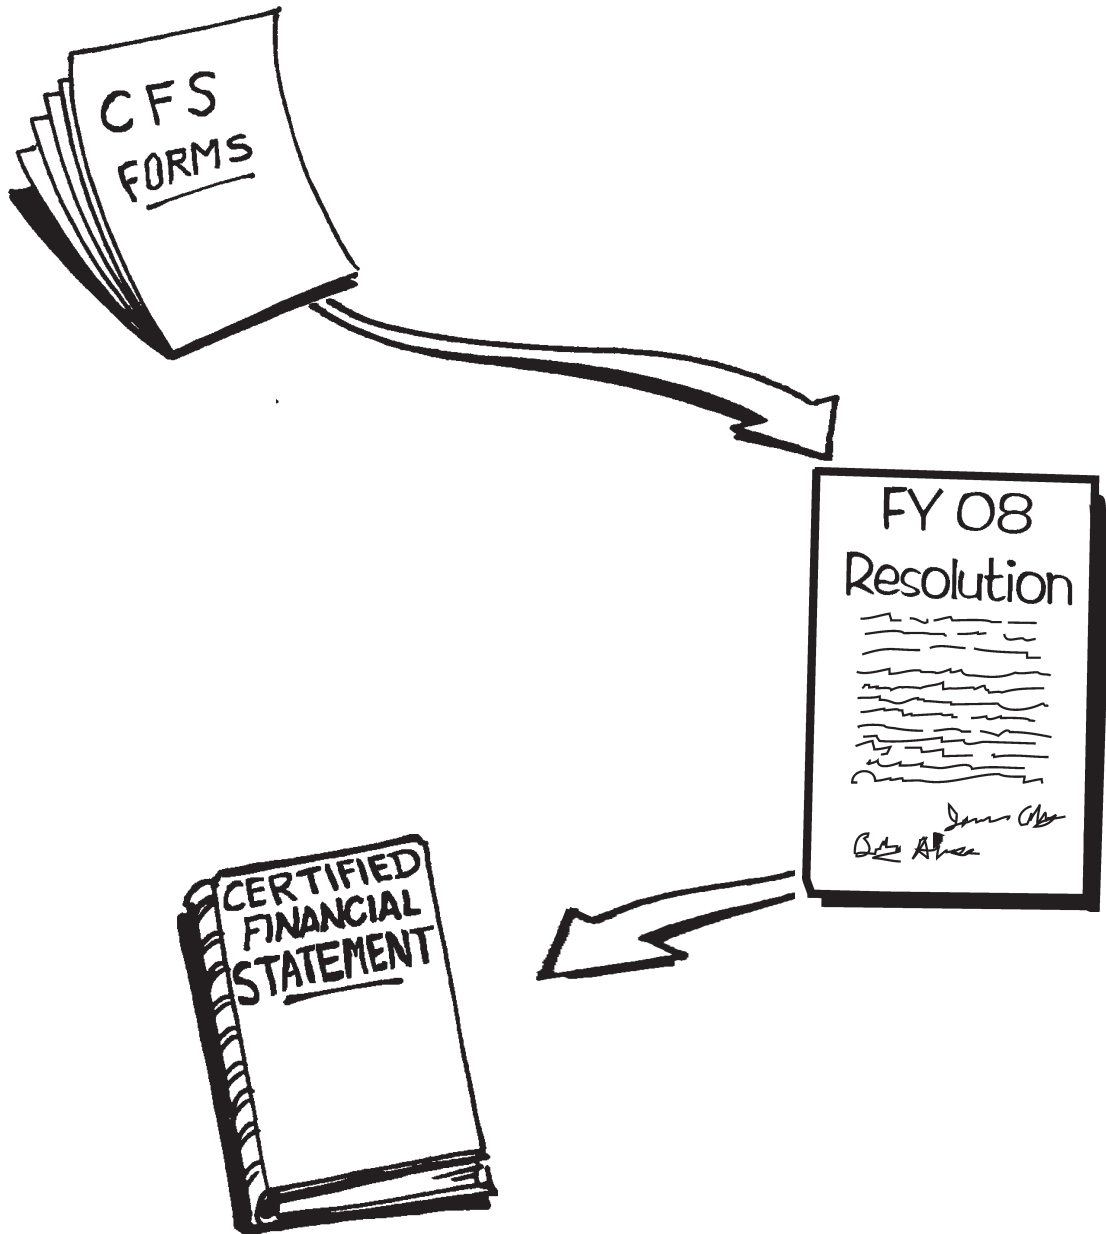 CFS
FORMS
FY 08
Resolution
CERTIFIED
FINANCIAL
STATEMENT